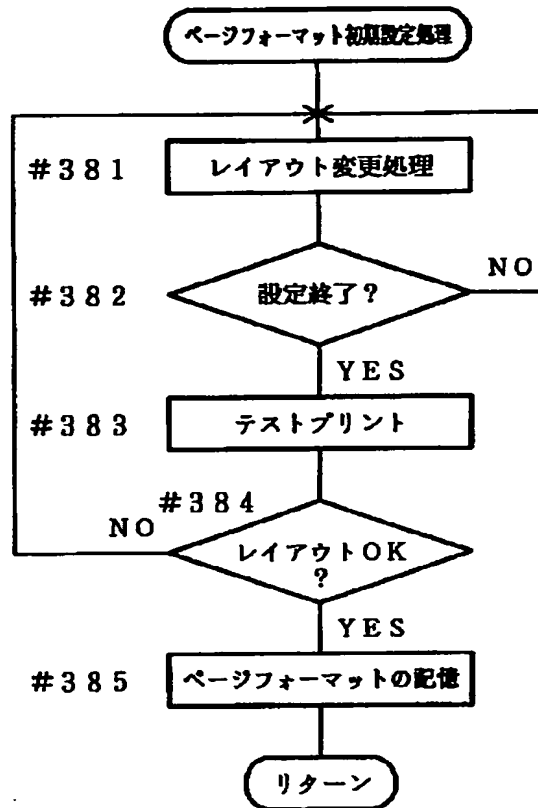 ページフォーマット初期設定処理
#381
レイアウト変更処理
#382
設定終了?
NO
YES
#383
テストプリント
#384
NO
レイアウトOK
?
YES
#385
ページフォーマットの記憶
リターン